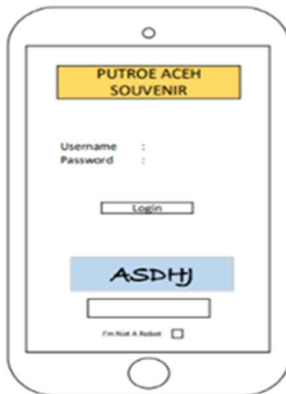 PUTROE ACEH
SOUVENIR
Username :
Password :
Login
ASDHJ
I'm Not A Robot